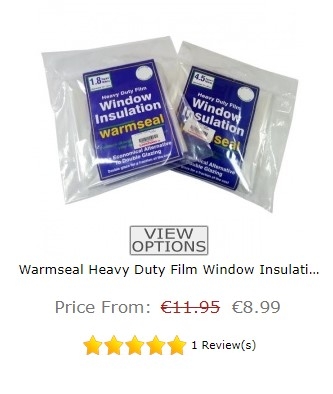 1.8
Heavy Duty Film
Window
Insulation
warmseal
Economical Alternative
to Double Glazing
4.5
Heavy Duty Film
Window
Insulation
seal
Economical Alternative
to Double Glazing
VIEW
OPTIONS
Warmseal Heavy Duty Film Window Insulati...
Price From: €11.95 €8.99
1 Review(s)